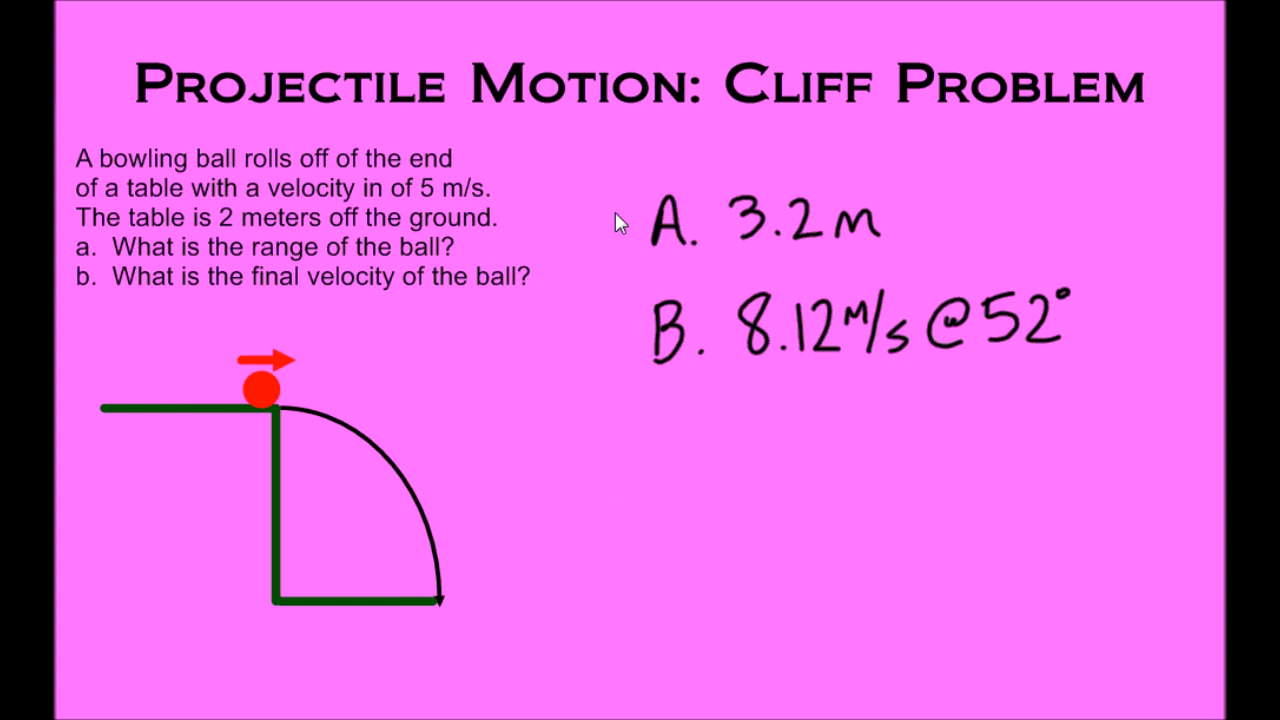 PROJECTILE MOTION: CLIFF PROBLEM
A bowling ball rolls off of the end
of a table with a velocity in of 5 m/s.
The table is 2 meters off the ground.
a. What is the range of the ball?
b. What is the final velocity of the ball?
A. 3.2m
B. 8.12 M/s @ 52°